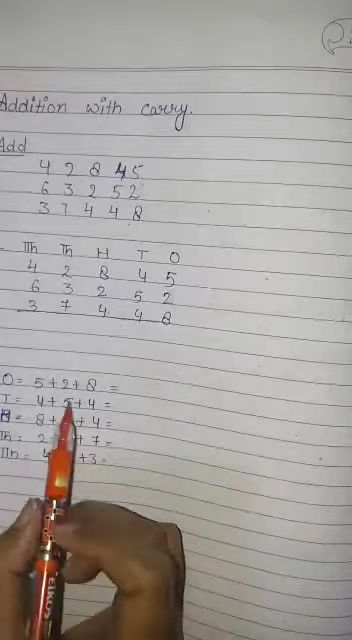 Addition with carry.
Add
4 2 8 4 5
6 3 2 5 2
3 7 4 4 8
TTh Th H T O
4 2 8 4 5
6 3 2 5 2
3 7 4 4 8
O = 5 + 2 + 8 =
T = 4 + 5 + 4 =
H = 8 + + 4 =
Th = 2 + 7 =
TTh = 4 + 3 =